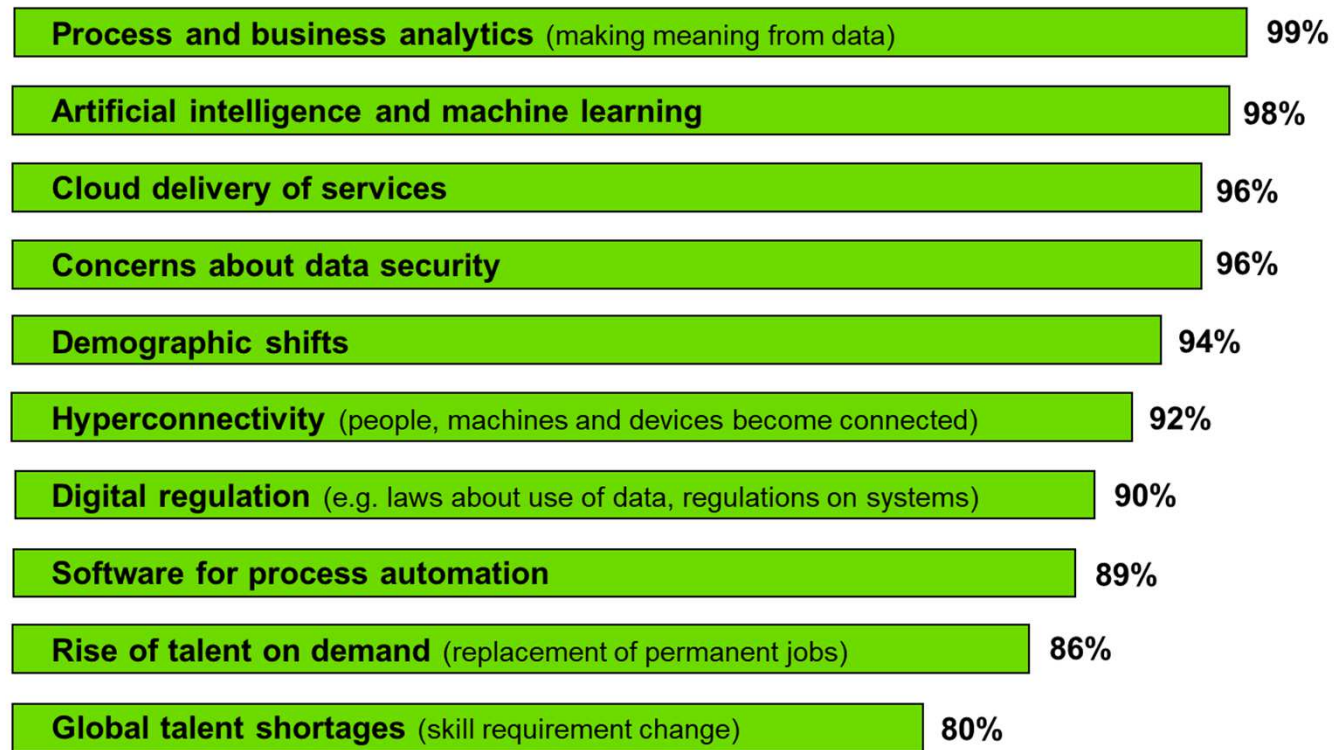 Process and business analytics (making meaning from data) 99%
Artificial intelligence and machine learning 98%
Cloud delivery of services 96%
Concerns about data security 96%
Demographic shifts 94%
Hyperconnectivity (people, machines and devices become connected) 92%
Digital regulation (e.g. laws about use of data, regulations on systems) 90%
Software for process automation 89%
Rise of talent on demand (replacement of permanent jobs) 86%
Global talent shortages (skill requirement change) 80%